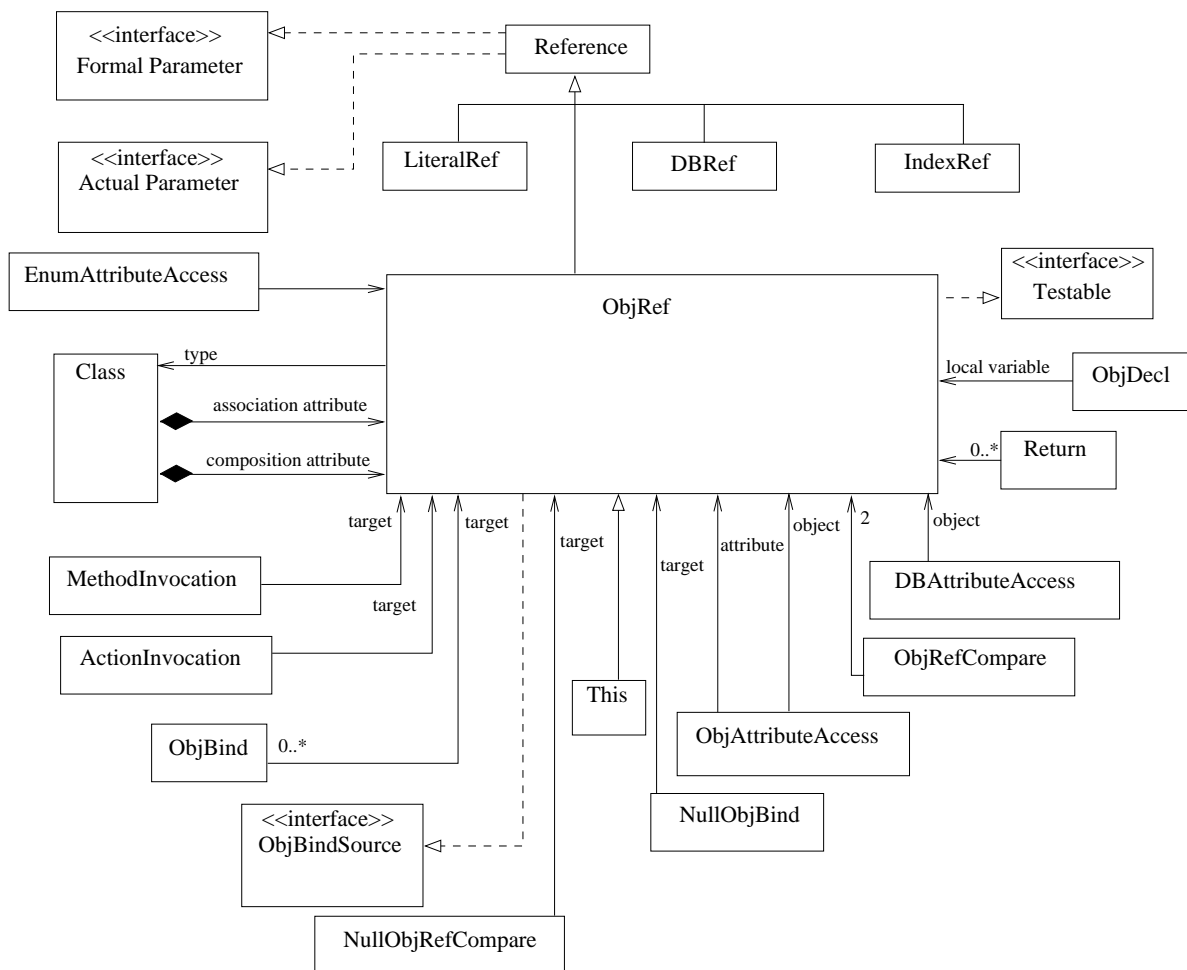 <<interface>>
Formal Parameter
Reference
<<interface>>
Actual Parameter
LiteralRef
DBRef
IndexRef
EnumAttributeAccess
ObjRef
<<interface>>
Testable
Class
type
association attribute
composition attribute
local variable
ObjDecl
0..*
Return
target
target
target
target
attribute
object
2
object
MethodInvocation
target
DBAttributeAccess
ActionInvocation
ObjRefCompare
This
ObjAttributeAccess
ObjBind
0..*
NullObjBind
<<interface>>
ObjBindSource
NullObjRefCompare